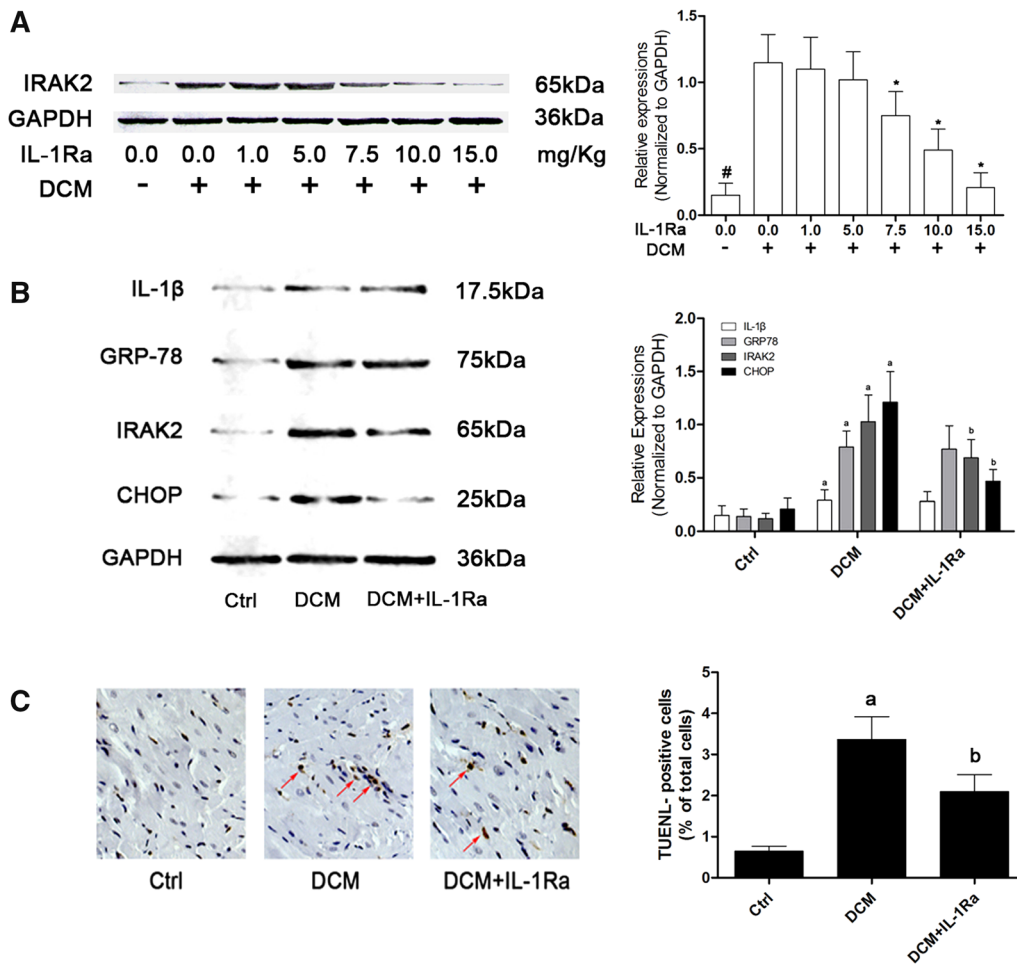 A
IRAK2
65kDa
GAPDH
36kDa
IL-1Ra 0.0 0.0 1.0 5.0 7.5 10.0 15.0 mg/Kg
DCM - + + + + + +
Relative expressions
(Normalized to GAPDH)
1.5
1.0
0.5
0.0
#
*
*
*
IL-1Ra 0.0 0.0 1.0 5.0 7.5 10.0 15.0
DCM - + + + + + +
B
IL-1β 17.5kDa
GRP-78 75kDa
IRAK2 65kDa
CHOP 25kDa
GAPDH 36kDa
Ctrl DCM DCM+IL-1Ra
Relative Expressions
(Normalized to GAPDH)
2.0
1.5
1.0
0.5
0.0
IL-1β
GRP78
IRAK2
CHOP
a
a
a
a
b
b
Ctrl
DCM
DCM+IL-1Ra
C
Ctrl DCM DCM+IL-1Ra
TUENL- positive cells
(% of total cells)
5
4
3
2
1
0
a
b
Ctrl
DCM
DCM+IL-1Ra